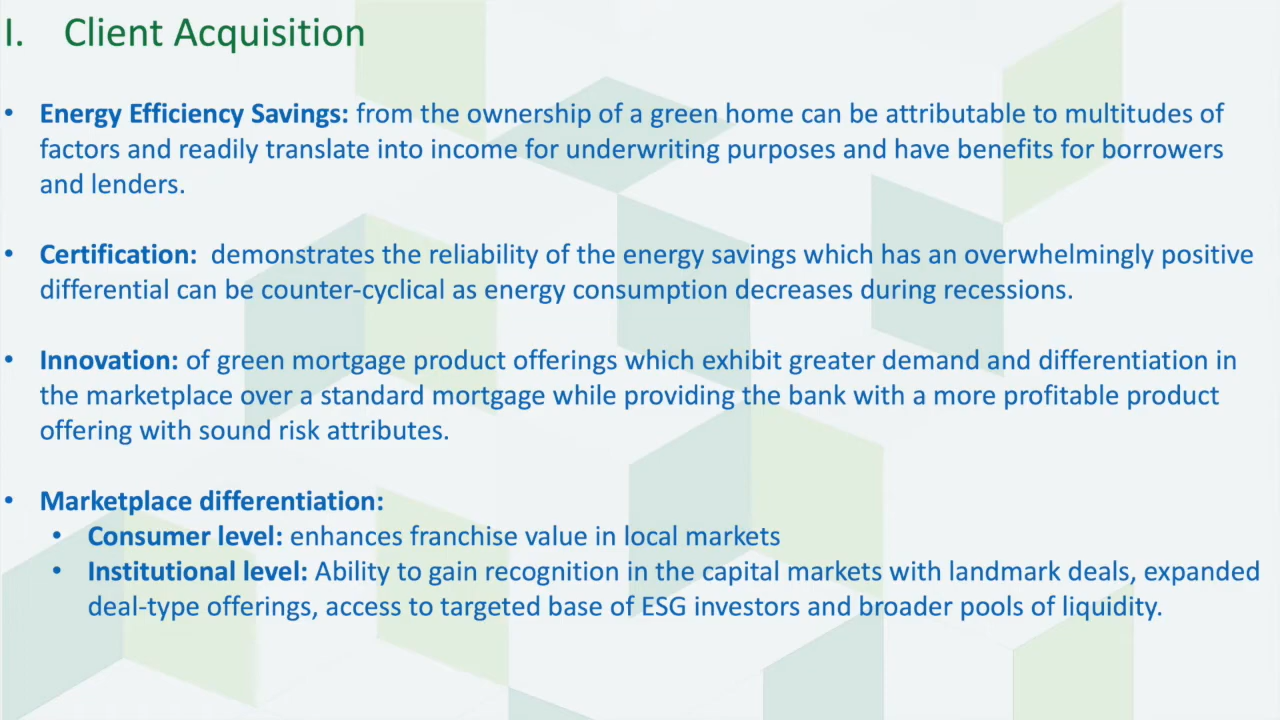 I. Client Acquisition
• Energy Efficiency Savings: from the ownership of a green home can be attributable to multitudes of
factors and readily translate into income for underwriting purposes and have benefits for borrowers
and lenders.
• Certification: demonstrates the reliability of the energy savings which has an overwhelmingly positive
differential can be counter-cyclical as energy consumption decreases during recessions.
• Innovation: of green mortgage product offerings which exhibit greater demand and differentiation in
the marketplace over a standard mortgage while providing the bank with a more profitable product
offering with sound risk attributes.
• Marketplace differentiation:
• Consumer level: enhances franchise value in local markets
• Institutional level: Ability to gain recognition in the capital markets with landmark deals, expanded
deal-type offerings, access to targeted base of ESG investors and broader pools of liquidity.